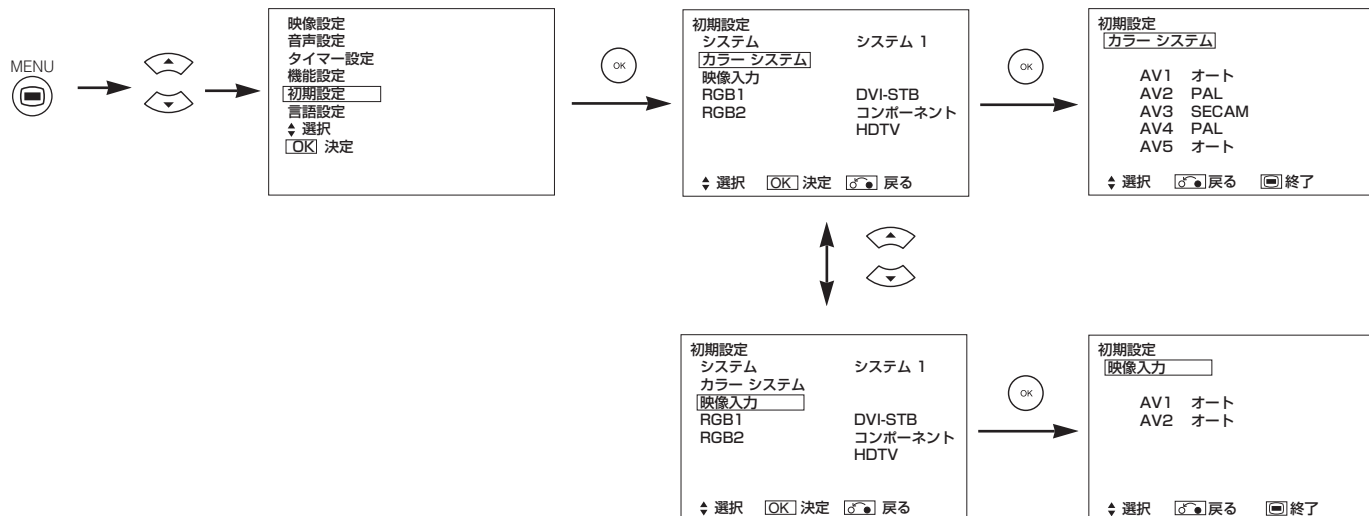 MENU
映像設定
音声設定
タイマー設定
機能設定
初期設定
言語設定
選択
OK 決定
OK
初期設定
システム システム 1
カラー システム
映像入力
RGB1 DVI-STB
RGB2 コンポーネント
HDTV
選択 OK 決定 戻る
OK
初期設定
カラー システム
AV1 オート
AV2 PAL
AV3 SECAM
AV4 PAL
AV5 オート
選択 戻る 終了
初期設定
システム システム 1
カラー システム
映像入力
RGB1 DVI-STB
RGB2 コンポーネント
HDTV
選択 OK 決定 戻る
OK
初期設定
映像入力
AV1 オート
AV2 オート
選択 戻る 終了